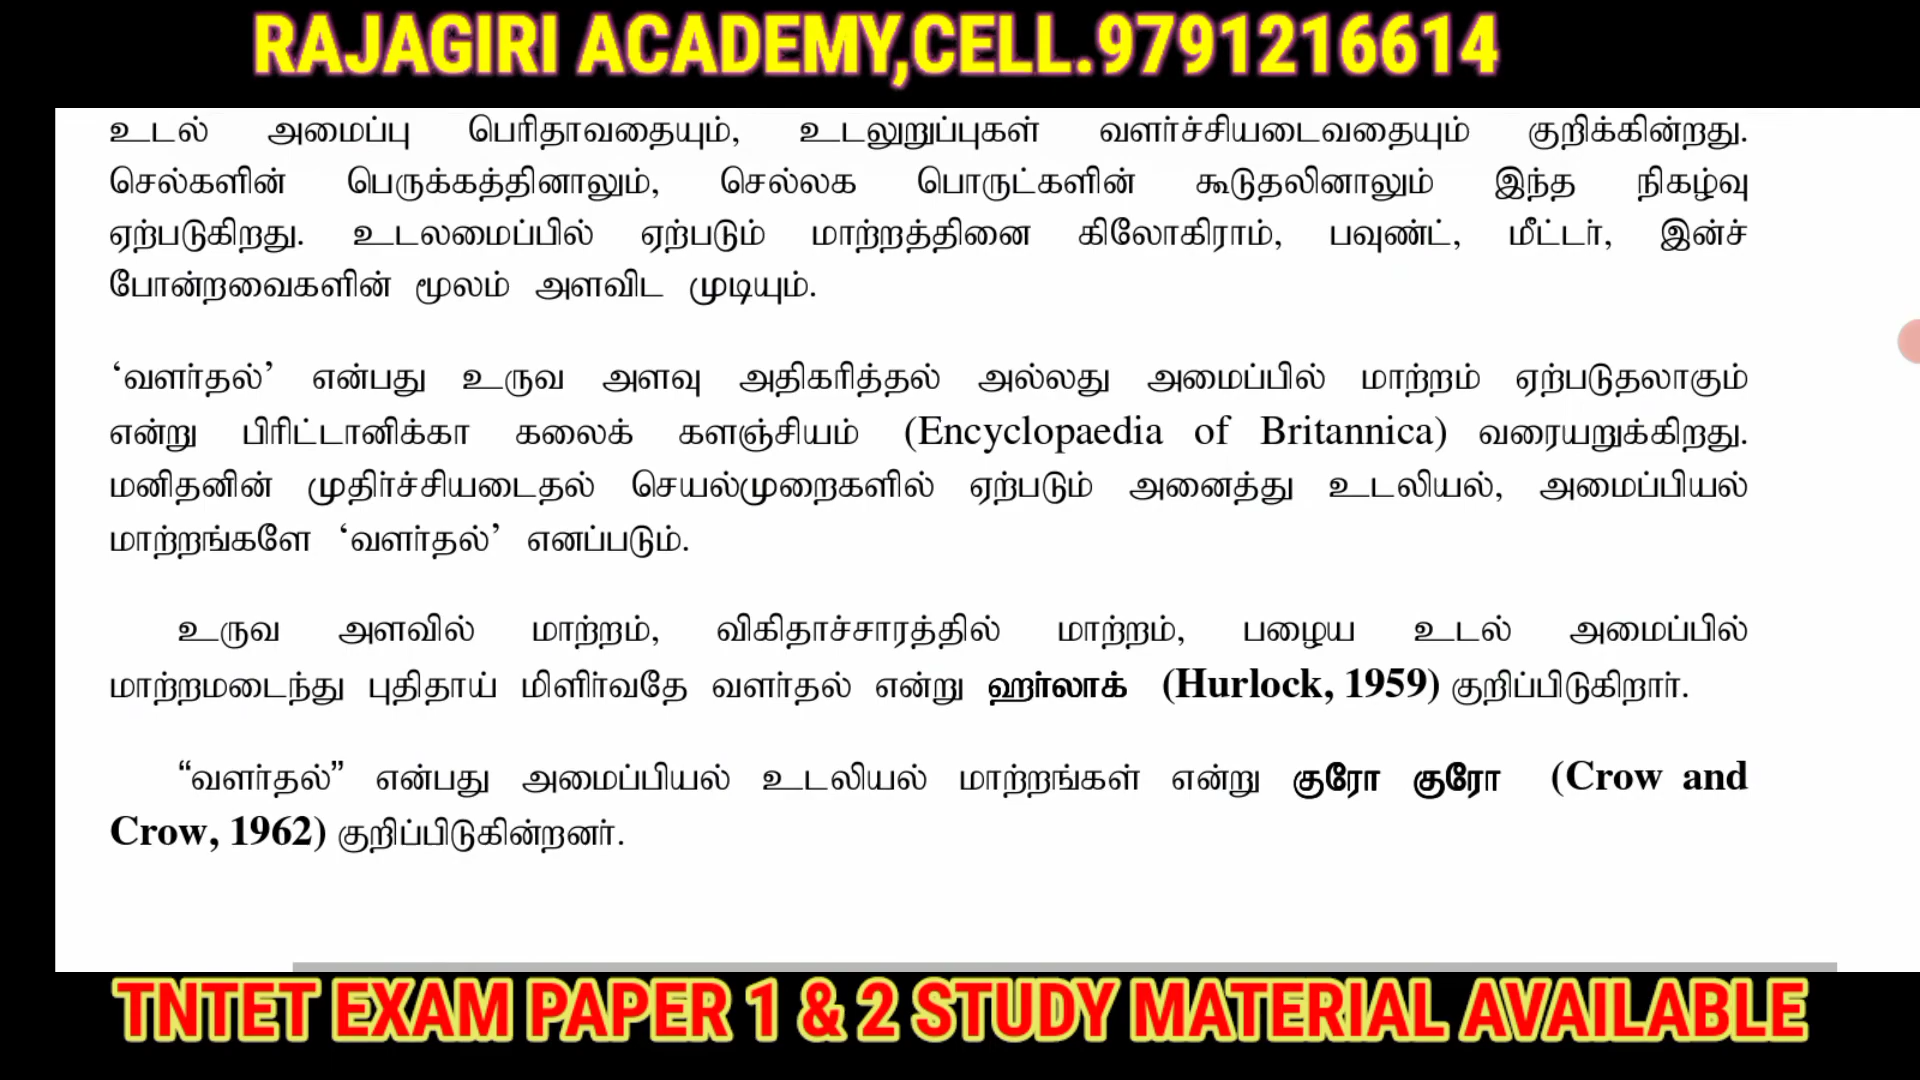 RAJAGIRI ACADEMY,CELL.9791216614
உடல் அமைப்பு பெரிதாவதையும், உடலுறுப்புகள் வளர்ச்சியடைவதையும் குறிக்கின்றது.
செல்களின் பெருக்கத்தினாலும், செல்லக பொருட்களின் கூடுதலினாலும் இந்த நிகழ்வு
ஏற்படுகிறது. உடலமைப்பில் ஏற்படும் மாற்றத்தினை கிலோகிராம், பவுண்ட், மீட்டர், இன்ச்
போன்றவைகளின் மூலம் அளவிட முடியும்.
‘வளர்தல்’ என்பது உருவ அளவு அதிகரித்தல் அல்லது அமைப்பில் மாற்றம் ஏற்படுதலாகும்
என்று பிரிட்டானிக்கா கலைக் களஞ்சியம் (Encyclopaedia of Britannica) வரையறுக்கிறது.
மனிதனின் முதிர்ச்சியடைதல் செயல்முறைகளில் ஏற்படும் அனைத்து உடலியல், அமைப்பியல்
மாற்றங்களே ‘வளர்தல்’ எனப்படும்.
உருவ அளவில் மாற்றம், விகிதாச்சாரத்தில் மாற்றம், பழைய உடல் அமைப்பில்
மாற்றமடைந்து புதிதாய் மிளிர்வதே வளர்தல் என்று ஹர்லாக் (Hurlock, 1959) குறிப்பிடுகிறார்.
“வளர்தல்” என்பது அமைப்பியல் உடலியல் மாற்றங்கள் என்று குரோ குரோ (Crow and
Crow, 1962) குறிப்பிடுகின்றனர்.
TNTET EXAM PAPER 1 & 2 STUDY MATERIAL AVAILABLE